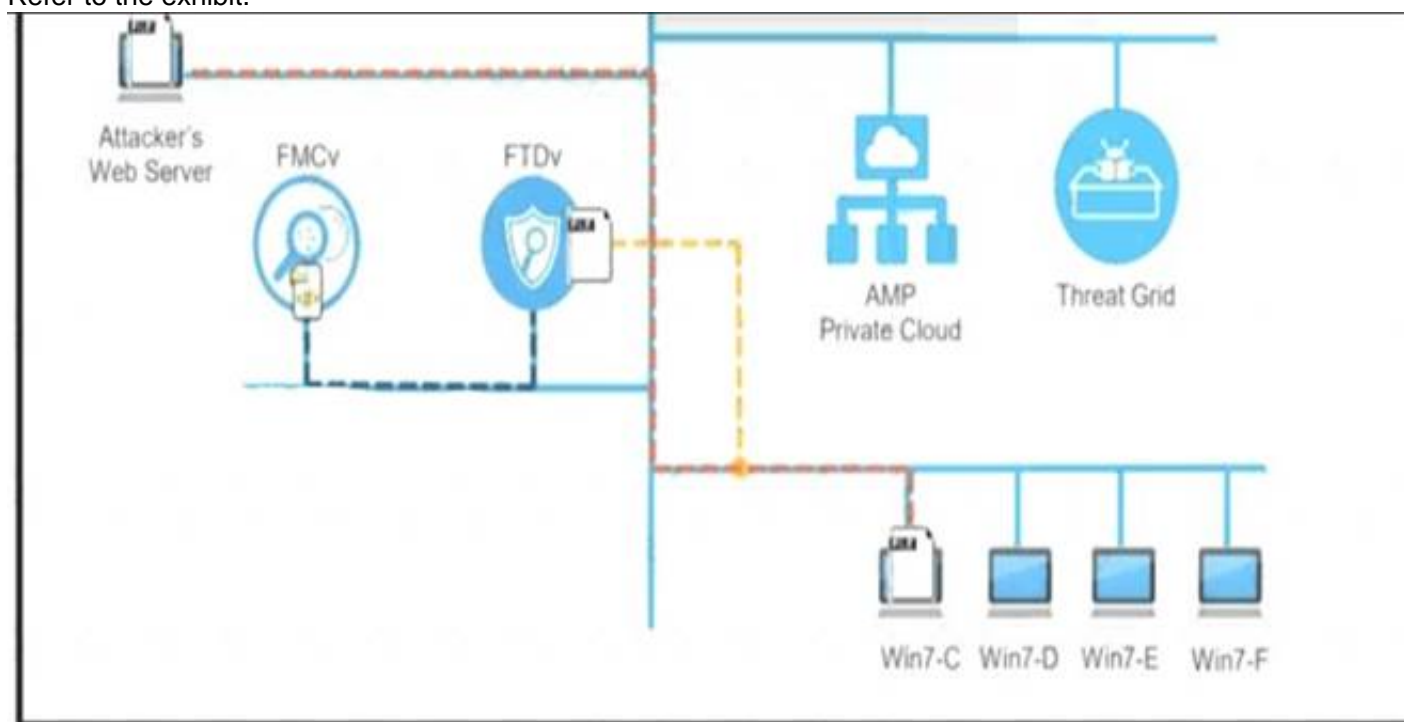 Refer to the exhibit.
Attacker's
Web Server
FMCv
FTDv
AMP
Private Cloud
Threat Grid
Win7-C
Win7-D
Win7-E
Win7-F